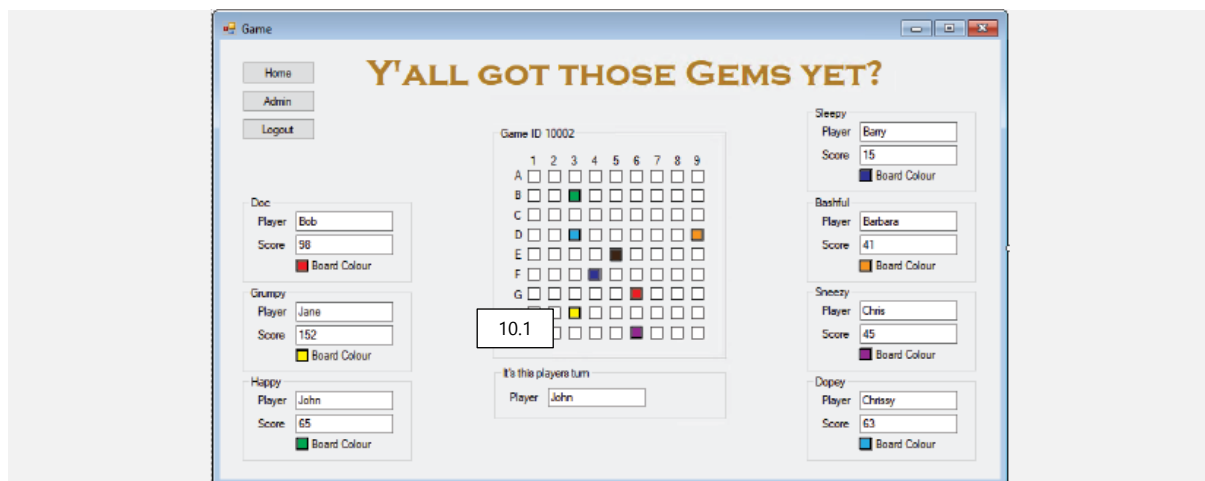 Game
Y'ALL GOT THOSE GEMS YET?
Home
Admin
Logout
Doc
Player Bob
Score 98
Board Colour
Grumpy
Player Jane
Score 152
Board Colour
Happy
Player John
Score 65
Board Colour
Game ID 10002
1 2 3 4 5 6 7 8 9
A
B
C
D
E
F
G
10.1
It's this players turn
Player John
Sleepy
Player Barry
Score 15
Board Colour
Bashful
Player Barbara
Score 41
Board Colour
Sneezy
Player Chris
Score 45
Board Colour
Dopey
Player Chrissy
Score 63
Board Colour